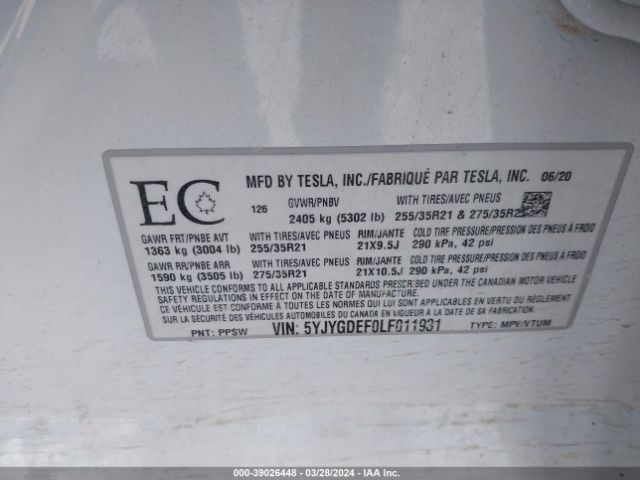 MFD BY TESLA, INC./FABRIQUÉ PAR TESLA, INC. 06/20
EC
126
GVWR/PNBV
2405 kg (5302 lb)
WITH TIRES/AVEC PNEUS
255/35R21 & 275/35R21
GAWR FRT/PNBE AVT
1363 kg (3004 lb)
WITH TIRES/AVEC PNEUS
255/35R21
RIM/JANTE
21X9.5J
COLD TIRE PRESSURE/PRESSION DES PNEUS À FROID
290 kPa, 42 psi
GAWR RR/PNBE ARR
1590 kg (3505 lb)
WITH TIRES/AVEC PNEUS
275/35R21
RIM/JANTE
21X10.5J
COLD TIRE PRESSURE/PRESSION DES PNEUS À FROID
290 kPa, 42 psi
THIS VEHICLE CONFORMS TO ALL APPLICABLE STANDARDS PRESCRIBED UNDER THE CANADIAN MOTOR VEHICLE
SAFETY REGULATIONS IN EFFECT ON THE DATE OF MANUFACTURE
CE VÉHICULE EST CONFORME À TOUTES LES NORMES QUI LUI SONT APPLICABLES EN VERTU DU RÈGLEMENT
SUR LA SÉCURITÉ DES VÉHICULES AUTOMOBILES DU CANADA EN VIGUEUR À LA DATE DE SA FABRICATION.
PNT: PPSW VIN: 5YJYGDEF0LF011931 TYPE: MPV/VTUM
000-39026448 - 03/28/2024 - IAA Inc.